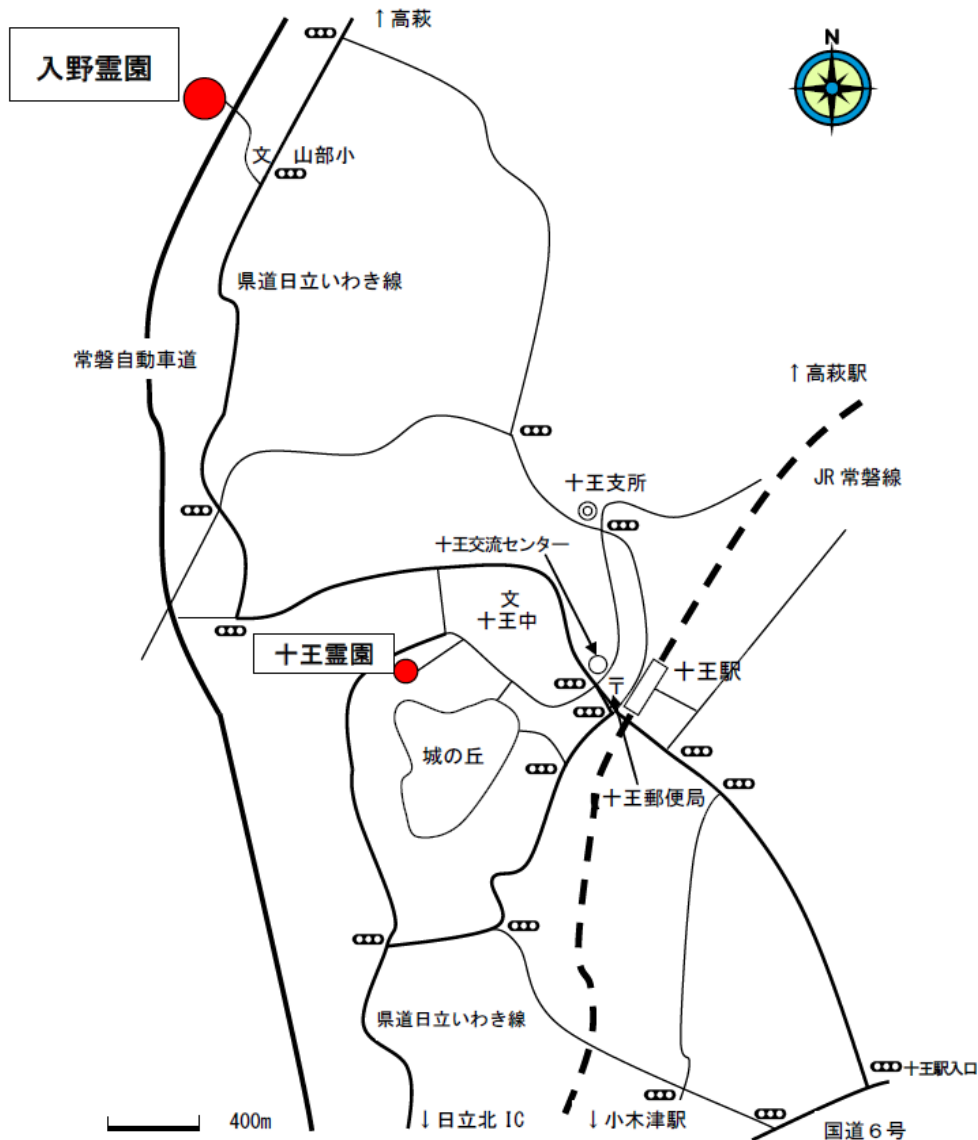 ↑高萩
N
入野霊園
文 山部小
県道日立いわき線
常磐自動車道
↑高萩駅
JR 常磐線
十王支所
十王交流センター
文
十王中
十王霊園
十王駅
〒
城の丘
十王郵便局
県道日立いわき線
十王駅入口
400m
↓日立北 IC
↓小木津駅
国道６号